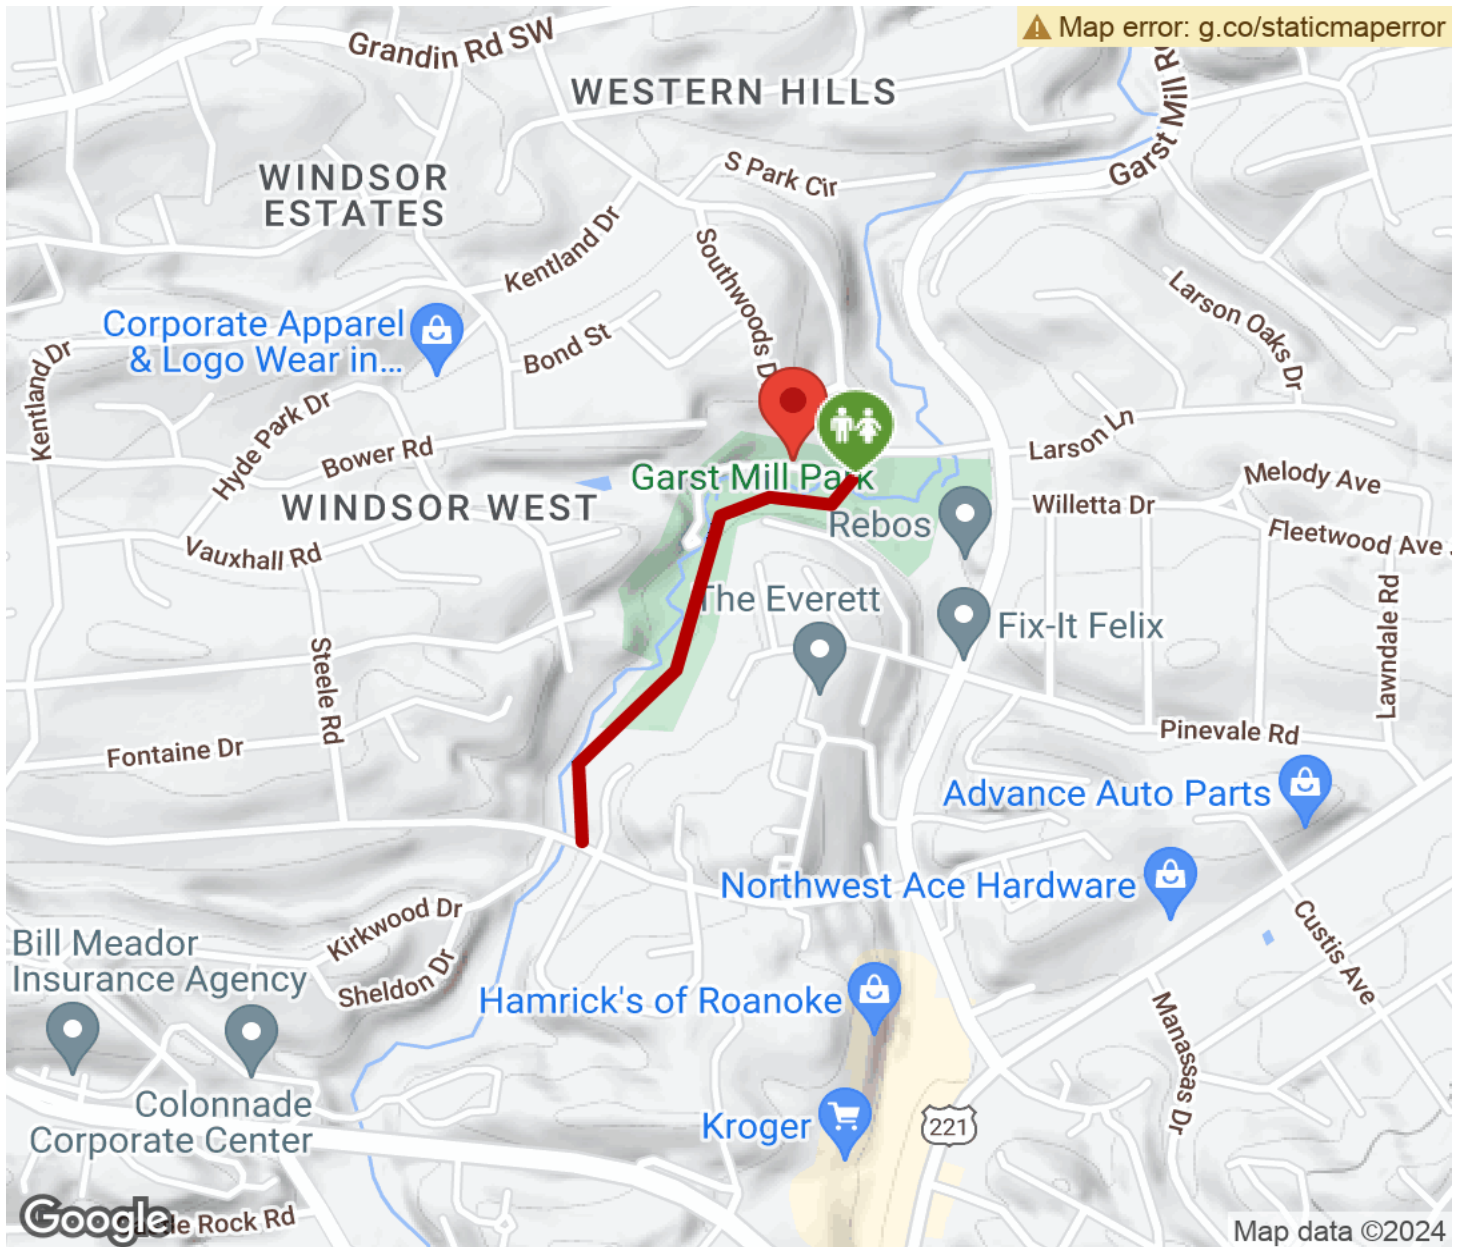 Map error: g.co/staticmaperror
Grandin Rd SW
WESTERN HILLS
Garst Mill R
S Park Cir
WINDSOR
ESTATES
Kentland Dr
Southwoods D
Larson Oaks Dr
Corporate Apparel
& Logo Wear in...
Bond St
Kentland Dr
Hyde Park Dr
Bower Rd
Larson Ln
Garst Mill Park
Melody Ave
WINDSOR WEST
Willetta Dr
Rebos
Fleetwood Ave
Vauxhall Rd
The Everett
Fix-It Felix
Lawndale Rd
Steele Rd
Fontaine Dr
Pinevale Rd
Advance Auto Parts
Northwest Ace Hardware
Kirkwood Dr
Custis Ave
Bill Meador
Insurance Agency
Sheldon Dr
Hamrick's of Roanoke
Manassas Dr
Colonnade
Corporate Center
Kroger
221
Google
le Rock Rd
Map data ©2024